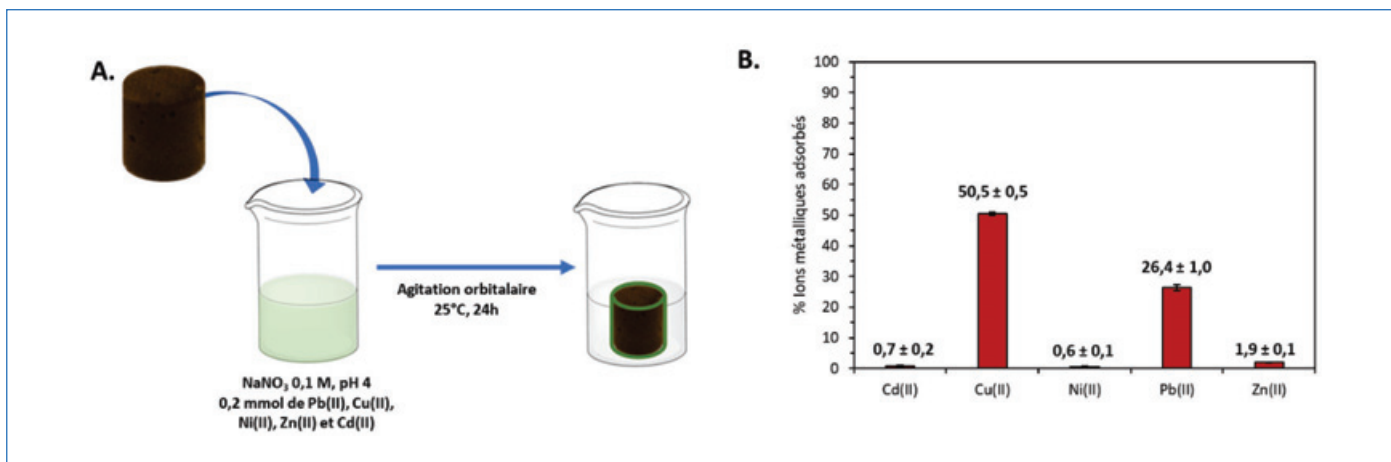 A.
Agitation orbitalaire
25°C, 24h
NaNO₃ 0,1 M, pH 4
0,2 mmol de Pb(II), Cu(II),
Ni(II), Zn(II) et Cd(II)
B.
% Ions métalliques adsorbés
100
90
80
70
60
50
40
30
20
10
0
0,7 ± 0,2
50,5 ± 0,5
0,6 ± 0,1
26,4 ± 1,0
1,9 ± 0,1
Cd(II)
Cu(II)
Ni(II)
Pb(II)
Zn(II)